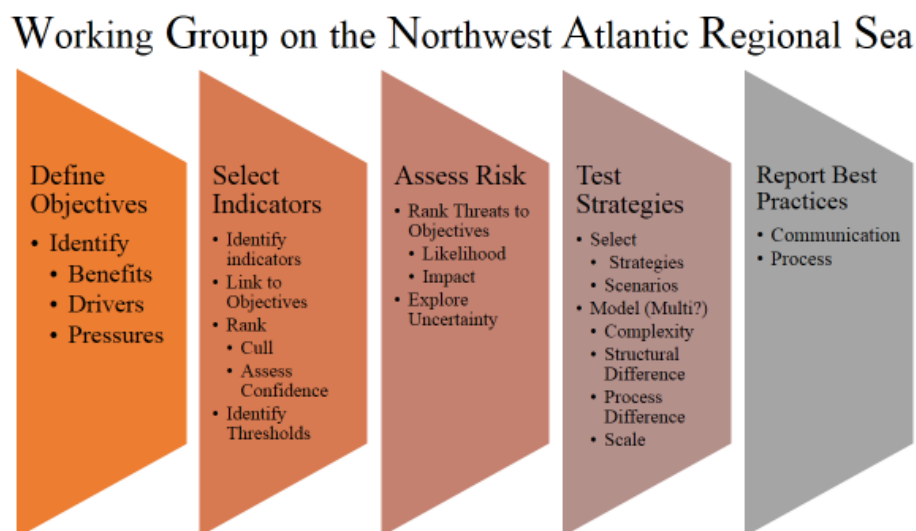 Working Group on the Northwest Atlantic Regional Sea
Define
Objectives
• Identify
• Benefits
• Drivers
• Pressures
Select
Indicators
• Identify
indicators
• Link to
Objectives
• Rank
• Cull
• Assess
Confidence
• Identify
Thresholds
Assess Risk
• Rank Threats to
Objectives
• Likelihood
• Impact
• Explore
Uncertainty
Test
Strategies
• Select
• Strategies
• Scenarios
• Model (Multi?)
• Complexity
• Structural
Difference
• Process
Difference
• Scale
Report Best
Practices
• Communication
• Process